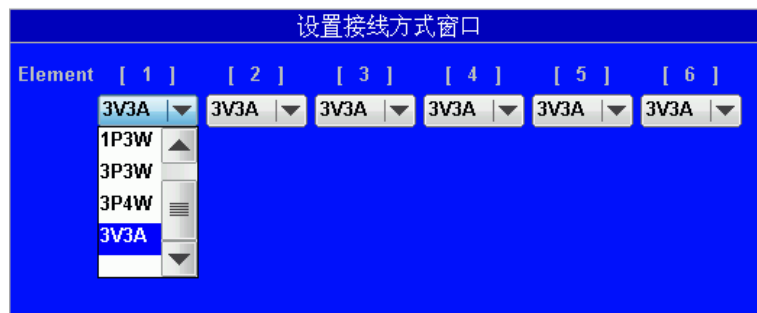 设置接线方式窗口
Element [ 1 ] [ 2 ] [ 3 ] [ 4 ] [ 5 ] [ 6 ]
3V3A 3V3A 3V3A 3V3A 3V3A 3V3A
1P3W
3P3W
3P4W
3V3A